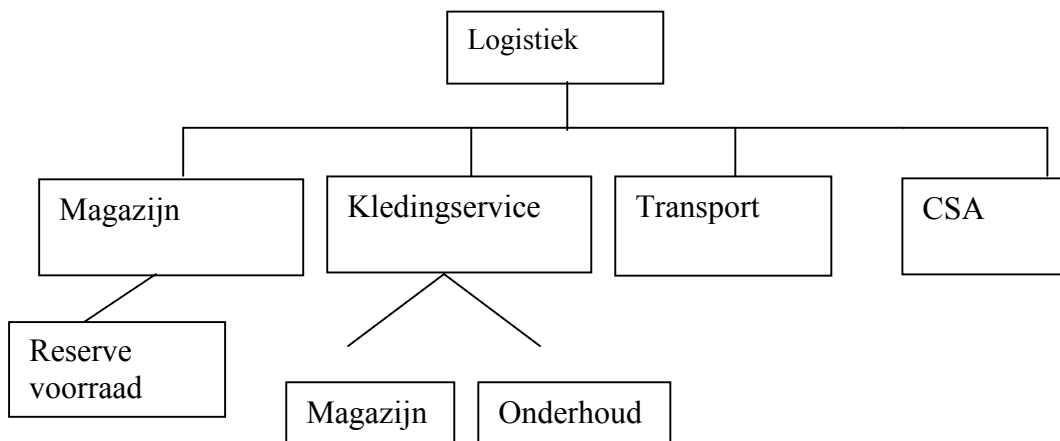 Logistiek
Magazijn
Kledingservice
Transport
CSA
Reserve
voorraad
Magazijn
Onderhoud